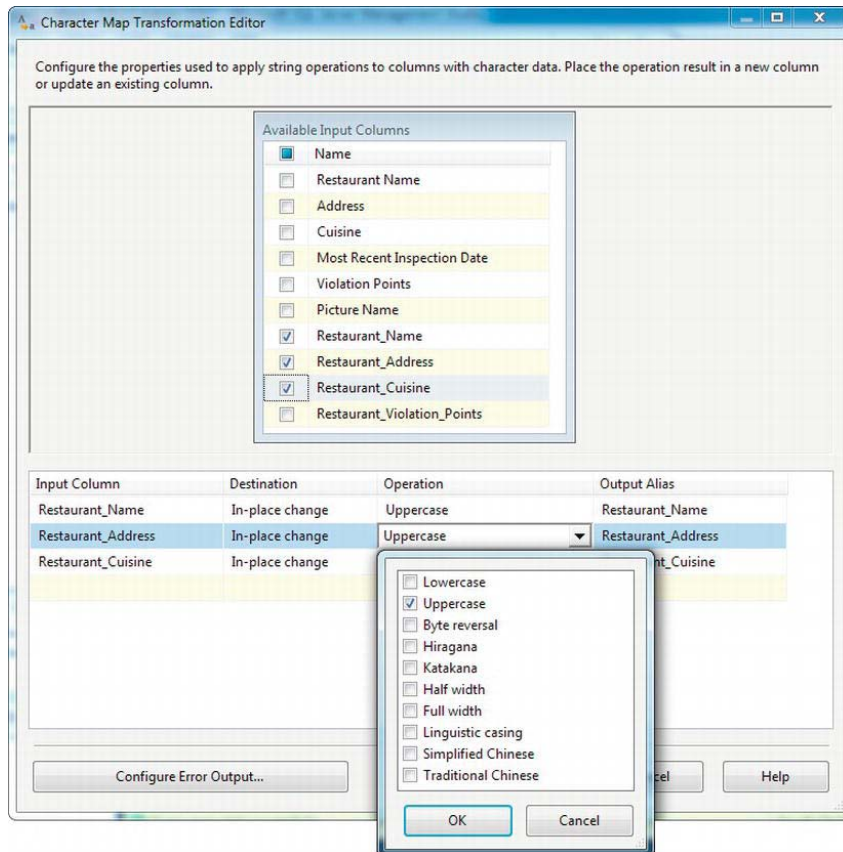 Character Map Transformation Editor
Configure the properties used to apply string operations to columns with character data. Place the operation result in a new column
or update an existing column.
Available Input Columns
Name
Restaurant Name
Address
Cuisine
Most Recent Inspection Date
Violation Points
Picture Name
Restaurant_Name
Restaurant_Address
Restaurant_Cuisine
Restaurant_Violation_Points
Input Column Destination Operation Output Alias
Restaurant_Name In-place change Uppercase Restaurant_Name
Restaurant_Address In-place change Uppercase Restaurant_Address
Restaurant_Cuisine In-place change nt_Cuisine
Lowercase
Uppercase
Byte reversal
Hiragana
Katakana
Half width
Full width
Linguistic casing
Simplified Chinese
Traditional Chinese
Configure Error Output... cel Help
OK Cancel